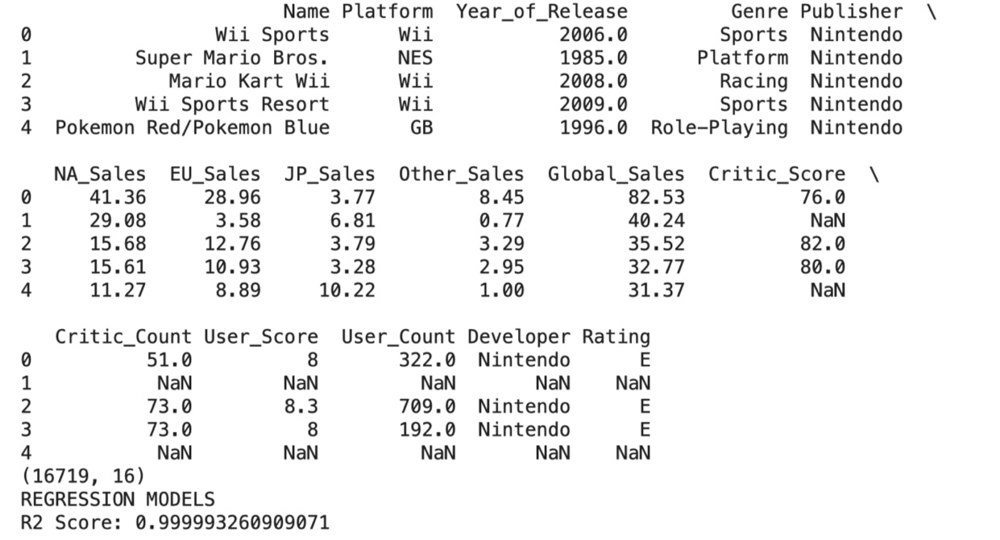 Name Platform  Year_of_Release         Genre Publisher  \
0                Wii Sports      Wii           2006.0        Sports  Nintendo
1         Super Mario Bros.      NES           1985.0      Platform  Nintendo
2            Mario Kart Wii      Wii           2008.0        Racing  Nintendo
3         Wii Sports Resort      Wii           2009.0        Sports  Nintendo
4  Pokemon Red/Pokemon Blue       GB           1996.0  Role-Playing  Nintendo

   NA_Sales  EU_Sales  JP_Sales  Other_Sales  Global_Sales  Critic_Score  \
0     41.36     28.96      3.77         8.45         82.53          76.0
1     29.08      3.58      6.81         0.77         40.24           NaN
2     15.68     12.76      3.79         3.29         35.52          82.0
3     15.61     10.93      3.28         2.95         32.77          80.0
4     11.27      8.89     10.22         1.00         31.37           NaN

   Critic_Count User_Score  User_Count Developer Rating
0          51.0          8       322.0  Nintendo      E
1           NaN        NaN         NaN       NaN    NaN
2          73.0        8.3       709.0  Nintendo      E
3          73.0          8       192.0  Nintendo      E
4           NaN        NaN         NaN       NaN    NaN
(16719, 16)
REGRESSION MODELS
R2 Score: 0.999993260909071